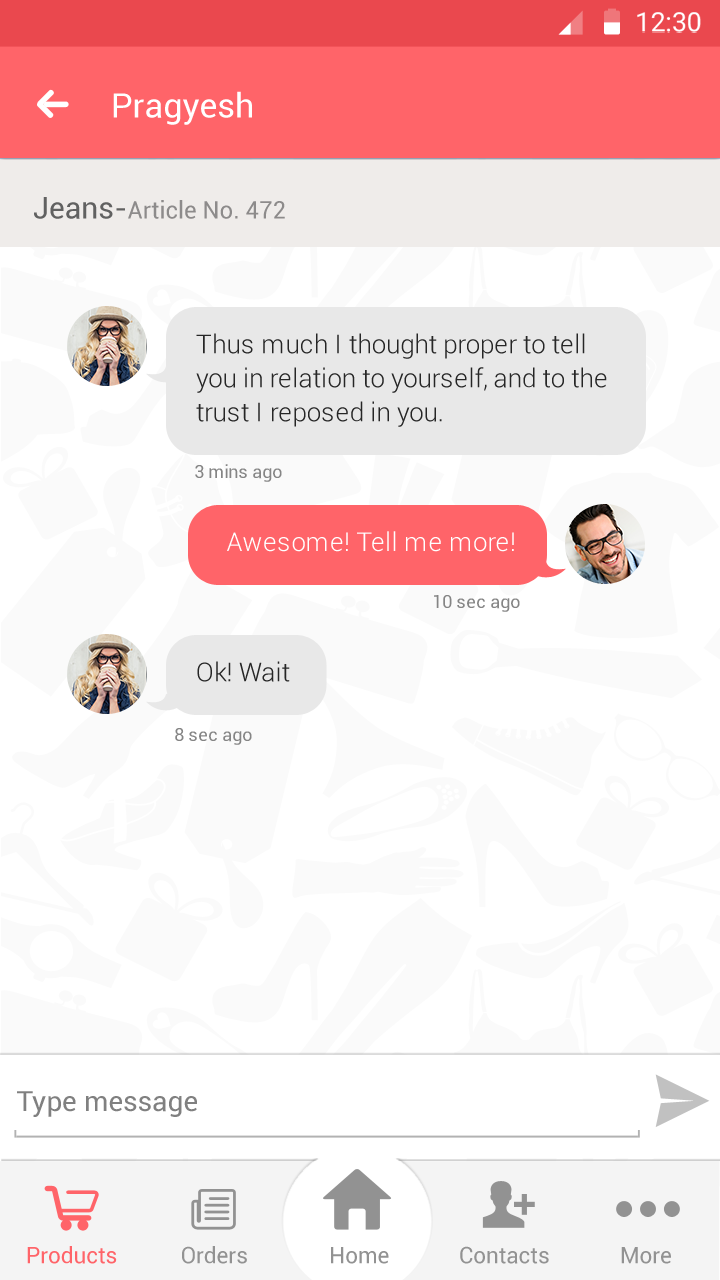 12:30
Pragyesh
Jeans-Article No. 472
Thus much I thought proper to tell
you in relation to yourself, and to the
trust I reposed in you.
3 mins ago
Awesome! Tell me more!
10 sec ago
Ok! Wait
8 sec ago
Type message
Products
Orders
Home
Contacts
More